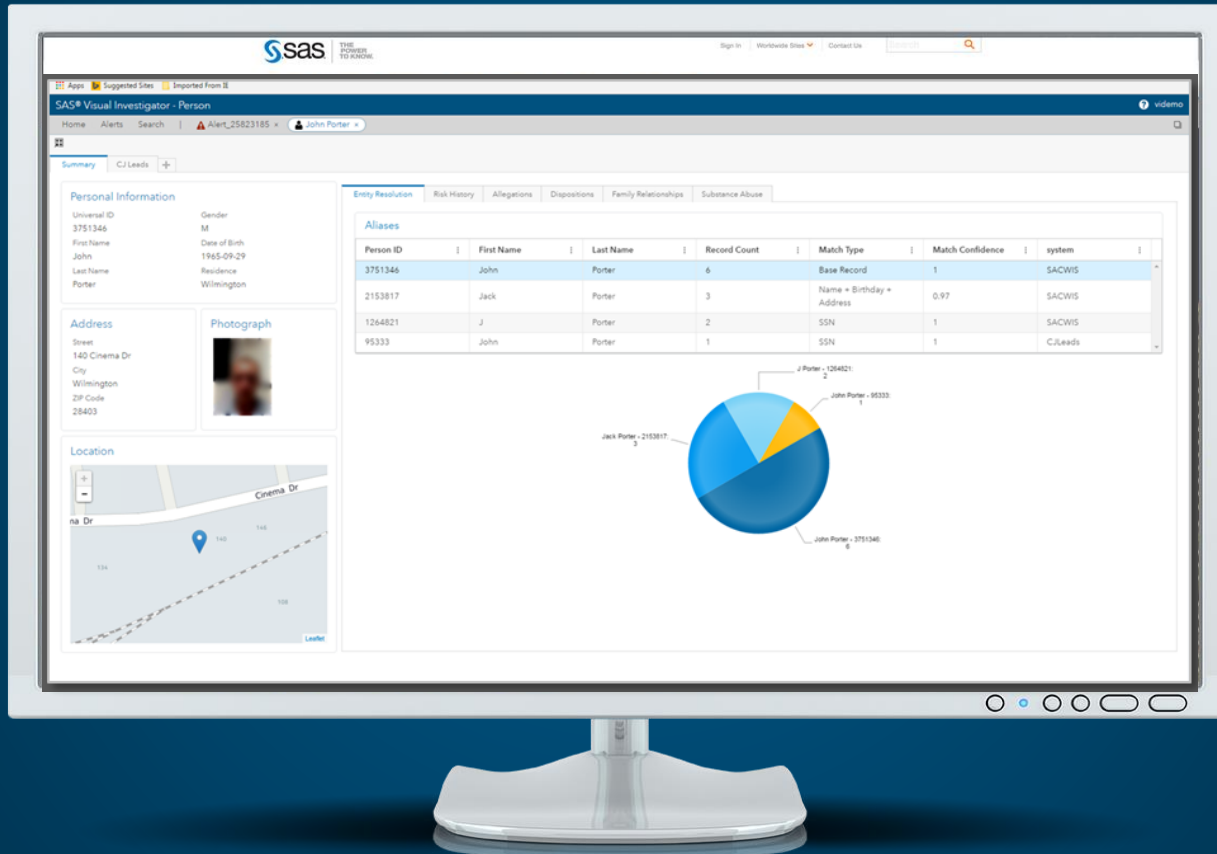 sas THE POWER TO KNOW.
Sign In Worldwide Sites Contact Us Search
Apps Suggested Sites Imported From IE
SAS® Visual Investigator - Person ? videmo
Home Alerts Search | Alert_25823185 × John Porter ×
Summary CJ Leads +
Personal Information
Universal ID Gender
3751346 M
First Name Date of Birth
John 1965-09-29
Last Name Residence
Porter Wilmington
Address
Street
140 Cinema Dr
City
Wilmington
ZIP Code
28403
Photograph
Location
+
−
Cinema Dr
na Dr
146
140
134
Leaflet
Entity Resolution Risk History Allegations Dispositions Family Relationships Substance Abuse
Aliases
Person ID First Name Last Name Record Count Match Type Match Confidence system
3751346 John Porter 6 Base Record 1 SACWIS
2153817 Jack Porter 3 Name + Birthday + Address 0.97 SACWIS
1264821 J Porter 2 SSN 1 SACWIS
95333 John Porter 1 SSN 1 CJLeads
J Porter - 1264821:
2
John Porter - 95333:
1
Jack Porter - 2153817:
3
John Porter - 3751346:
6